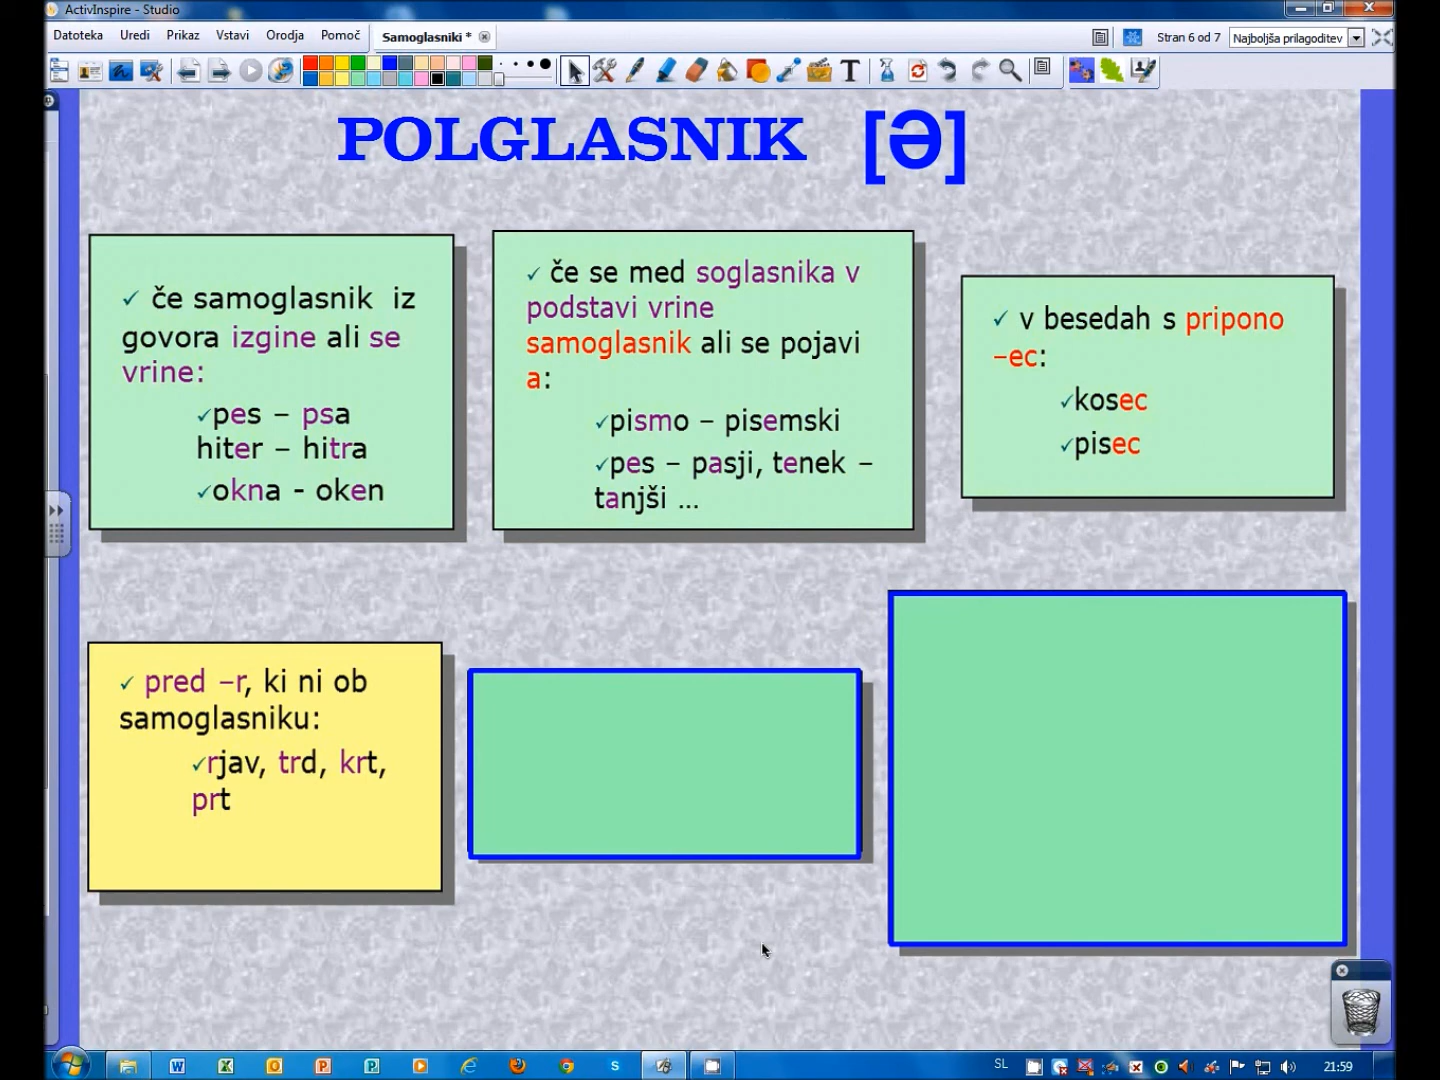 ActivInspire - Studio
Datoteka Uredi Prikaz Vstavi Orodja Pomoč Samoglasniki * Stran 6 od 7 Najboljša prilagoditev
POLGLASNIK [Ə]
✓ če samoglasnik iz
govora izgine ali se
vrine:
✓pes – psa
hiter – hitra
✓okna - oken
✓ če se med soglasnika v
podstavi vrine
samoglasnik ali se pojavi
a:
✓pismo – pisemski
✓pes – pasji, tenek –
tanjši ...
✓ v besedah s pripono
–ec:
✓kosec
✓pisec
✓ pred –r, ki ni ob
samoglasniku:
✓rjav, trd, krt,
prt
SL 21:59